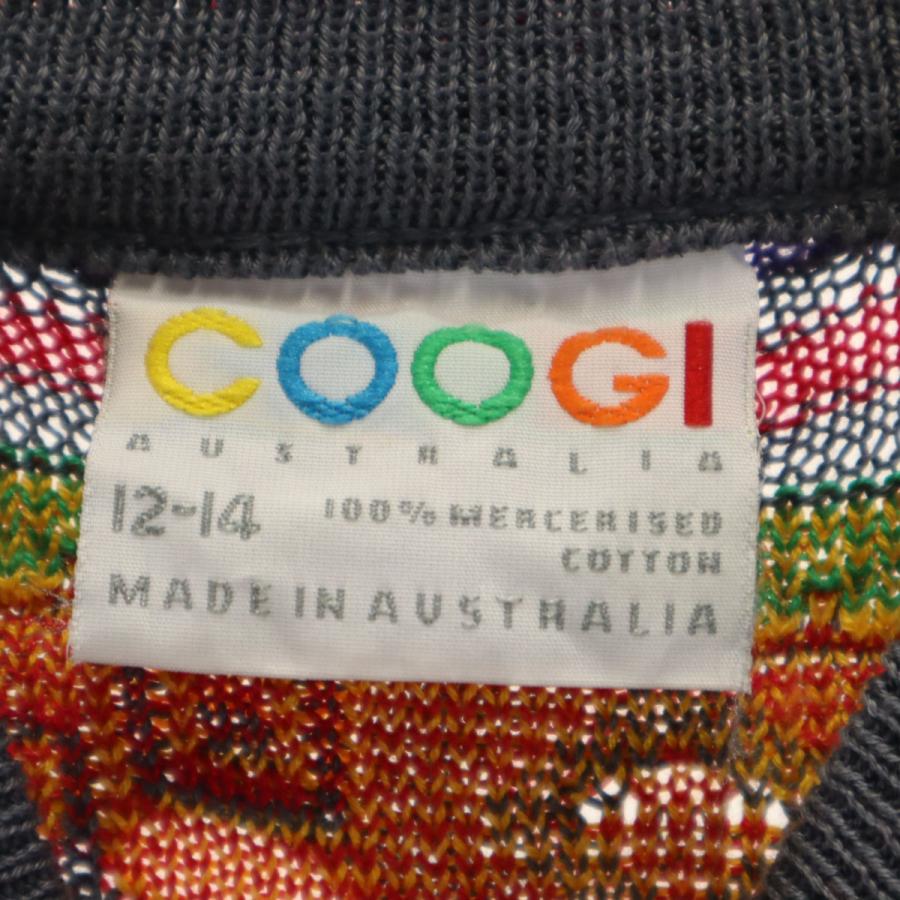 COOGI
AUSTRALIA
12-14 100% MERCERISED
COTTON
MADE IN AUSTRALIA